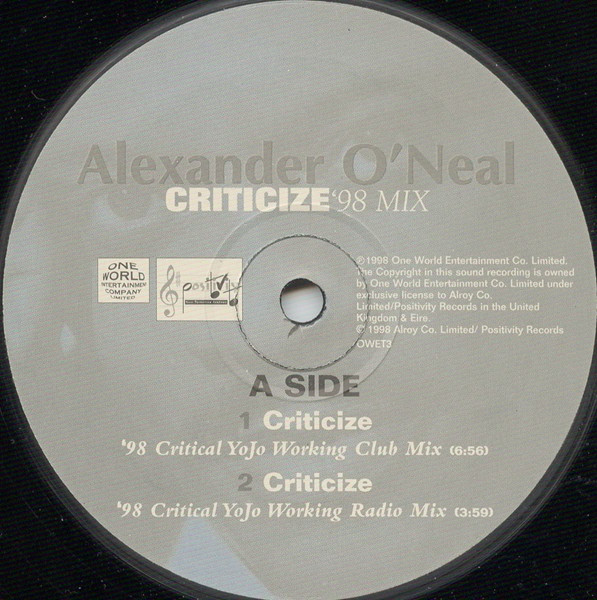 Alexander O'Neal
CRITICIZE '98 MIX
ONE
WORLD
ENTERTAINMENT
COMPANY
LIMITED
positivity
℗1998 One World Entertainment Co. Limited.
The Copyright in this sound recording is owned
by One World Entertainment Co. Limited under
exclusive license to Alroy Co.
Limited/Positivity Records in the United
Kingdom & Eire.
© 1998 Alroy Co. Limited/ Positivity Records
OWET3
A SIDE
1 Criticize
'98 Critical YoJo Working Club Mix (6:56)
2 Criticize
'98 Critical YoJo Working Radio Mix (3:59)